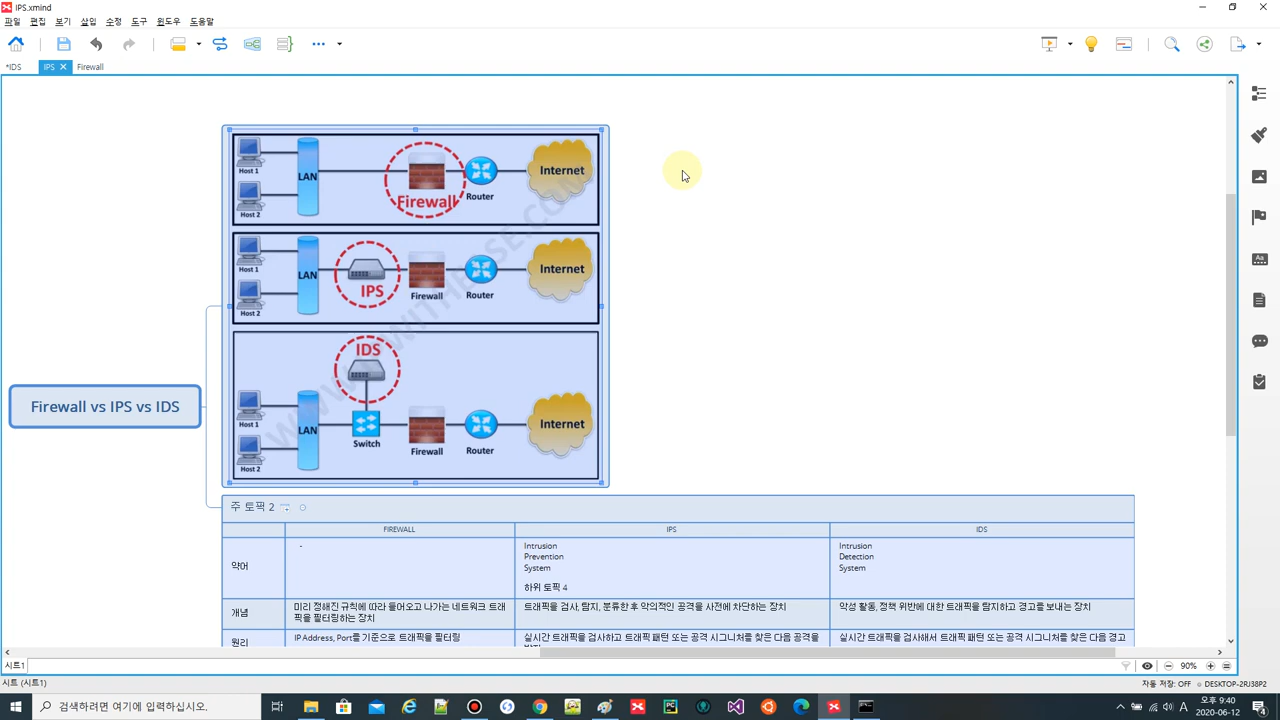 IPS.xmind
파일 편집 보기 삽입 수정 도구 윈도우 도움말
*IDS IPS Firewall
Host 1
LAN
Host 2
Firewall
Router
Internet
Host 1
LAN
Host 2
IPS
Firewall
Router
Internet
IDS
Host 1
LAN
Host 2
Switch
Firewall
Router
Internet
Firewall vs IPS vs IDS
주 토픽 2
FIREWALL IPS IDS
약어
-
Intrusion
Prevention
System
하위 토픽 4
Intrusion
Detection
System
개념
미리 정해진 규칙에 따라 들어오고 나가는 네트워크 트래
픽을 필터링하는 장치
트래픽을 검사, 탐지, 분류한 후 악의적인 공격을 사전에 차단하는 장치
악성 활동, 정책 위반에 대한 트래픽을 탐지하고 경고를 보내는 장치
원리
IP Address, Port를 기준으로 트래픽을 필터링
실시간 트래픽을 검사하고 트래픽 패턴 또는 공격 시그니처를 찾은 다음 공격을
실시간 트래픽을 검사해서 트래픽 패턴 또는 공격 시그니처를 찾은 다음 경고
시트1
90%
시트 (시트1)
자동 저장: OFF DESKTOP-2RJ38P2
검색하려면 여기에 입력하십시오.
A
오후 9:40
2020-06-12
4